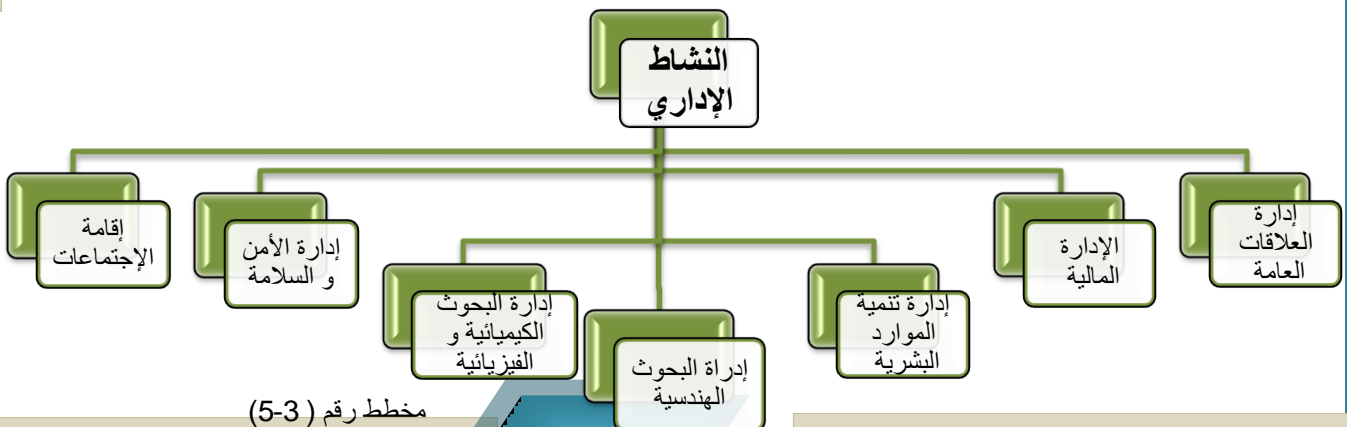 النشاط
الإداري
إدارة
العلاقات
العامة
الإدارة
المالية
إدارة تنمية
الموارد
البشرية
إدراة البحوث
الهندسية
إدارة البحوث
الكيميائية و
الفيزيائية
إدارة الأمن
و السلامة
إقامة
الإجتماعات
مخطط رقم ( 3-5)